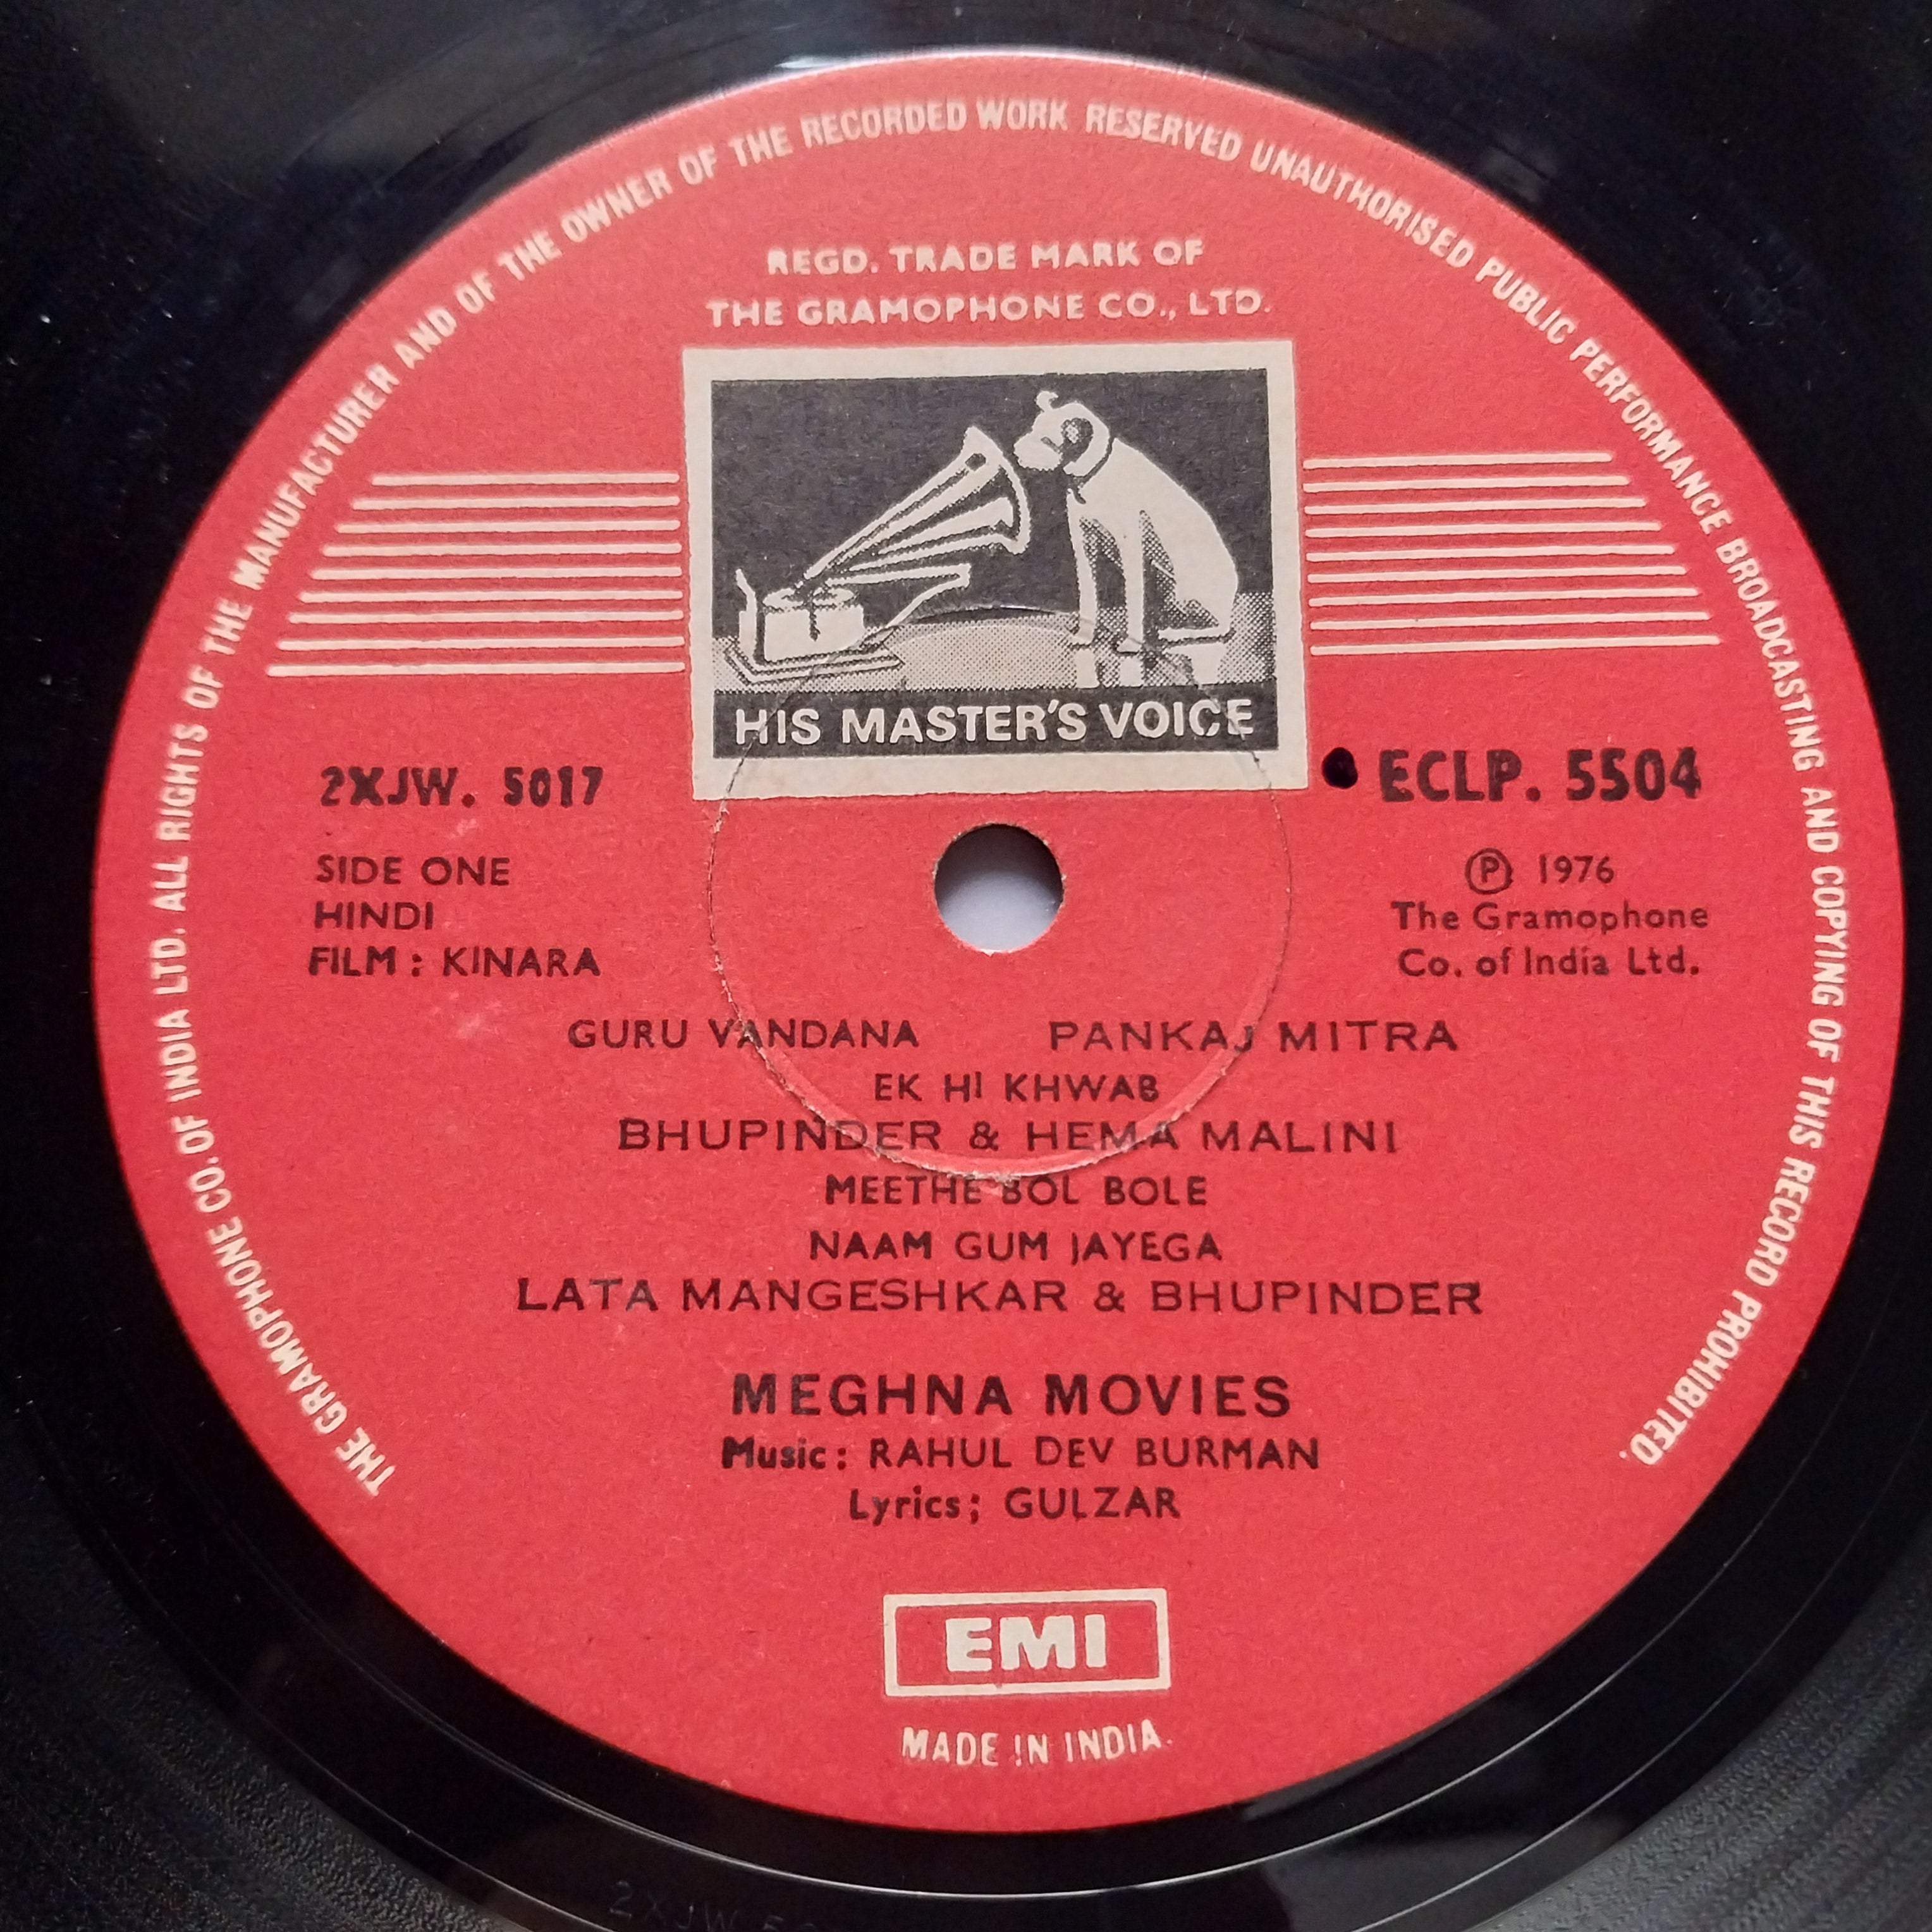 THE GRAMOPHONE CO. OF INDIA LTD. ALL RIGHTS OF THE MANUFACTURER AND OF THE OWNER OF THE RECORDED WORK RESERVED UNAUTHORISED PUBLIC PERFORMANCE BROADCASTING AND COPYING OF THIS RECORD PROHIBITED.
REGD. TRADE MARK OF
THE GRAMOPHONE CO., LTD.
HIS MASTER'S VOICE
2XJW. 5017
ECLP. 5504
SIDE ONE
HINDI
FILM : KINARA
Ⓟ 1976
The Gramophone
Co. of India Ltd.
GURU VANDANA PANKAJ MITRA
EK HI KHWAB
BHUPINDER & HEMA MALINI
MEETHE BOL BOLE
NAAM GUM JAYEGA
LATA MANGESHKAR & BHUPINDER
MEGHNA MOVIES
Music : RAHUL DEV BURMAN
Lyrics ; GULZAR
EMI
MADE IN INDIA.
2XJW